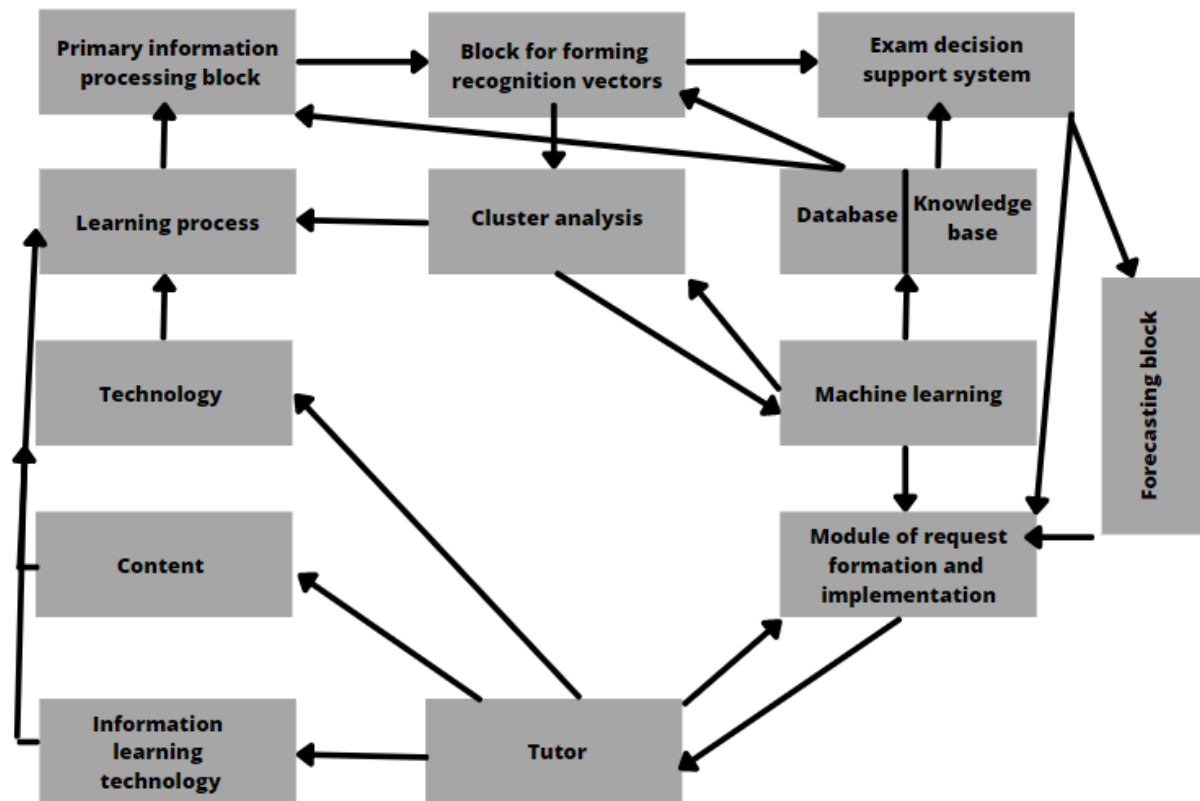 Primary information
processing block
Block for forming
recognition vectors
Exam decision
support system
Learning process
Cluster analysis
Database
Knowledge
base
Forecasting block
Technology
Machine learning
Content
Module of request
formation and
implementation
Information
learning
technology
Tutor